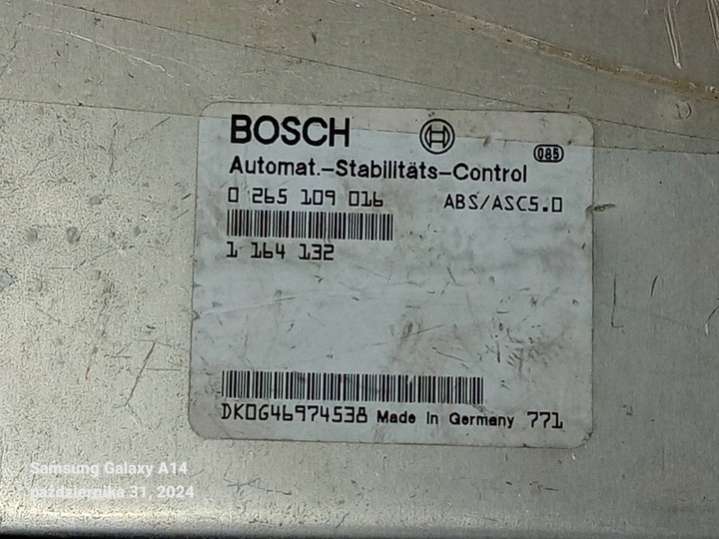 BOSCH
085
Automat.-Stabilitäts-Control
0 265 109 016 ABS/ASC5.0
1 164 132
DK0G46974538 Made in Germany 771
Samsung Galaxy A14
października 31, 2024